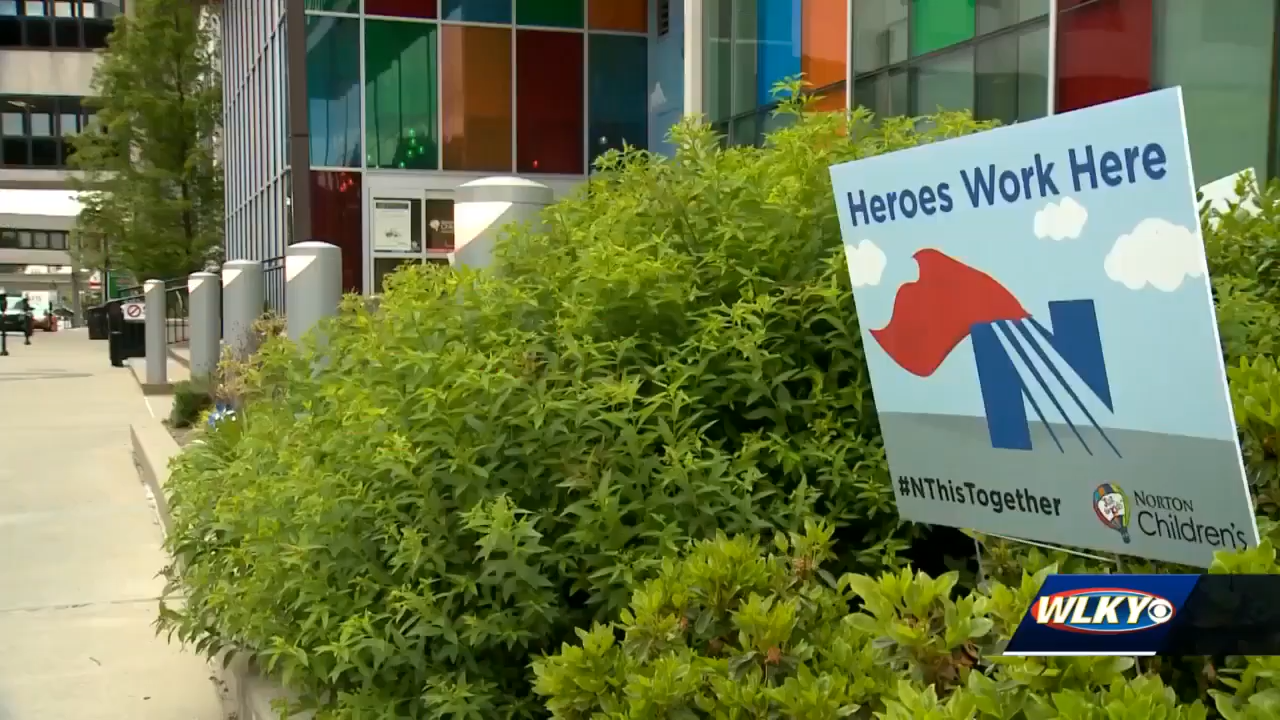 Heroes Work Here
N
#NThisTogether
NORTON
Children's
WLKY